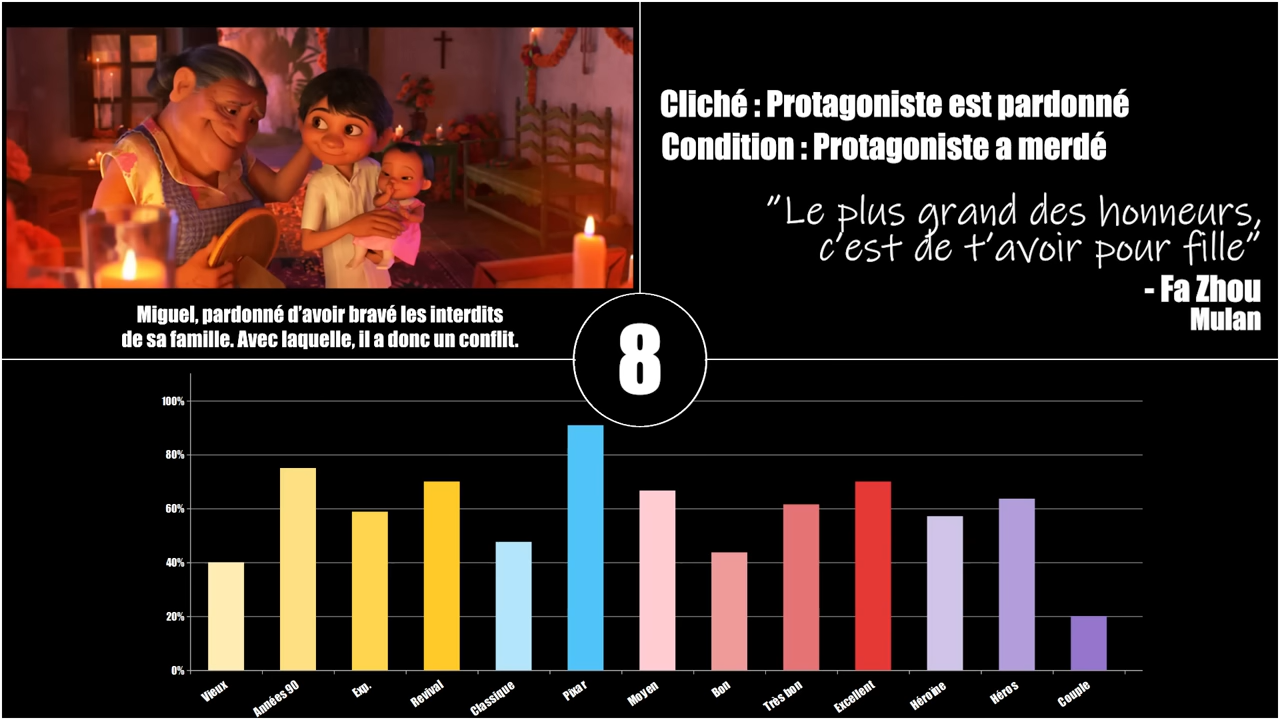 Cliché : Protagoniste est pardonné
Condition : Protagoniste a merdé
"Le plus grand des honneurs,
c'est de t'avoir pour fille"
- Fa Zhou
Mulan
Miguel, pardonné d'avoir bravé les interdits
de sa famille. Avec laquelle, il a donc un conflit.
8
100%
80%
60%
40%
20%
0%
Vieux
Années 90
Exp.
Revival
Classique
Pixar
Moyen
Bon
Très bon
Excellent
Héroïne
Héros
Couple